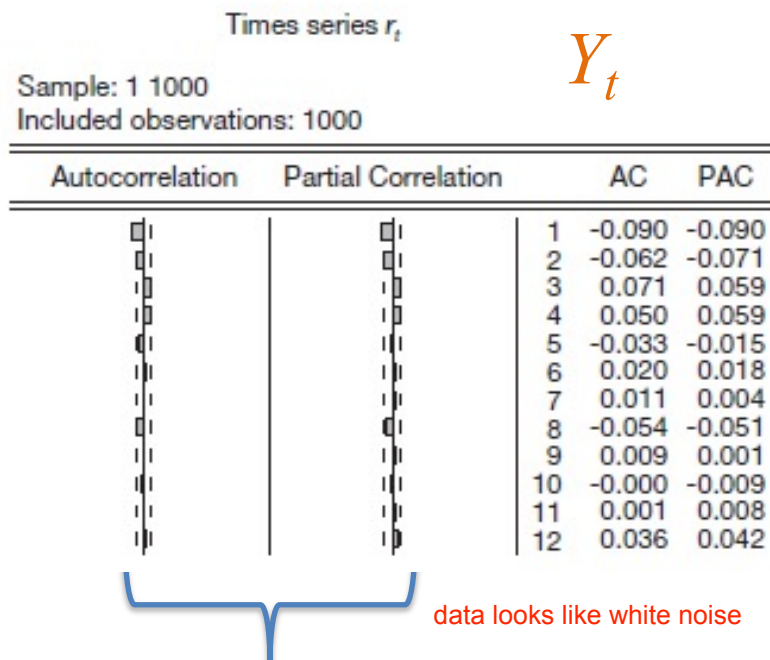 Times series rₜ
Yₜ
Sample: 1 1000
Included observations: 1000
Autocorrelation Partial Correlation AC PAC
1 -0.090 -0.090
2 -0.062 -0.071
3 0.071 0.059
4 0.050 0.059
5 -0.033 -0.015
6 0.020 0.018
7 0.011 0.004
8 -0.054 -0.051
9 0.009 0.001
10 -0.000 -0.009
11 0.001 0.008
12 0.036 0.042
data looks like white noise